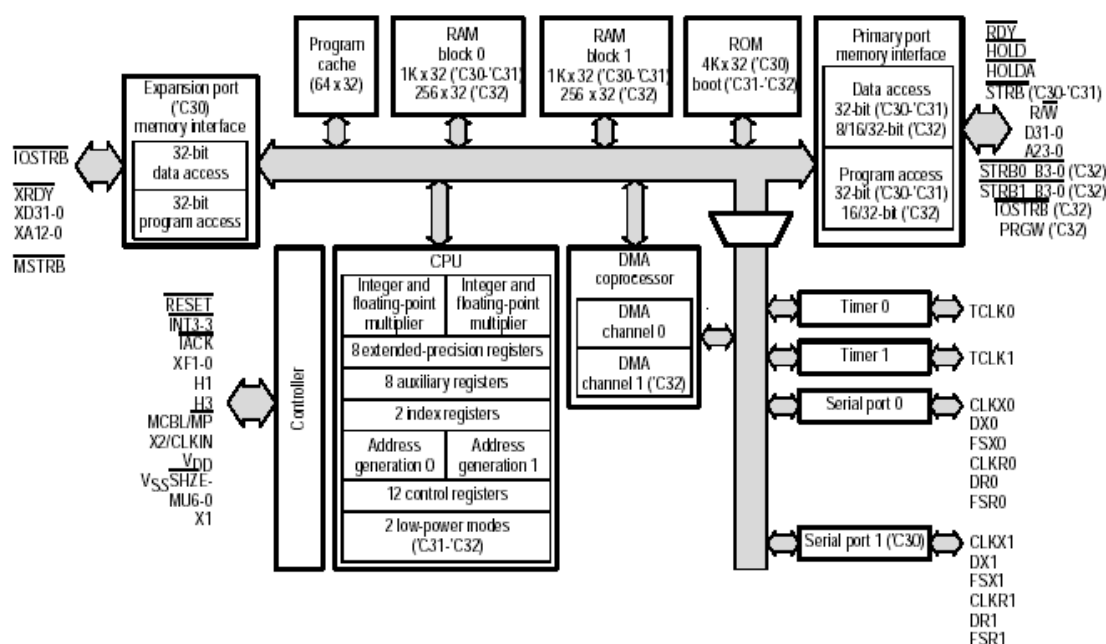 Program
cache
(64 x 32)
RAM
block 0
1K x 32 ('C30-'C31)
256 x 32 ('C32)
RAM
block 1
1K x 32 ('C30-'C31)
256 x 32 ('C32)
ROM
4K x 32 ('C30)
boot ('C31-'C32)
Primary port
memory interface
Data access
32-bit ('C30-'C31)
8/16/32-bit ('C32)
Program access
32-bit ('C30-'C31)
16/32-bit ('C32)
RDY
HOLD
HOLDA
STRB ('C30-'C31)
R/W
D31-0
A23-0
STRB0_B3-0 ('C32)
STRB1_B3-0 ('C32)
IOSTRB ('C32)
PRGW ('C32)
Expansion port
('C30)
memory interface
32-bit
data access
32-bit
program access
IOSTRB
XRDY
XD31-0
XA12-0
MSTRB
RESET
INT3-3
IACK
XF1-0
H1
H3
MCBL/MP
X2/CLKIN
VDD
VSSSHZE-
MU6-0
X1
Controller
CPU
Integer and
floating-point
multiplier
Integer and
floating-point
multiplier
8 extended-precision registers
8 auxiliary registers
2 index registers
Address
generation 0
Address
generation 1
12 control registers
2 low-power modes
('C31-'C32)
DMA
coprocessor
DMA
channel 0
DMA
channel 1 ('C32)
Timer 0
TCLK0
Timer 1
TCLK1
Serial port 0
CLKX0
DX0
FSX0
CLKR0
DR0
FSR0
Serial port 1 ('C30)
CLKX1
DX1
FSX1
CLKR1
DR1
FSR1